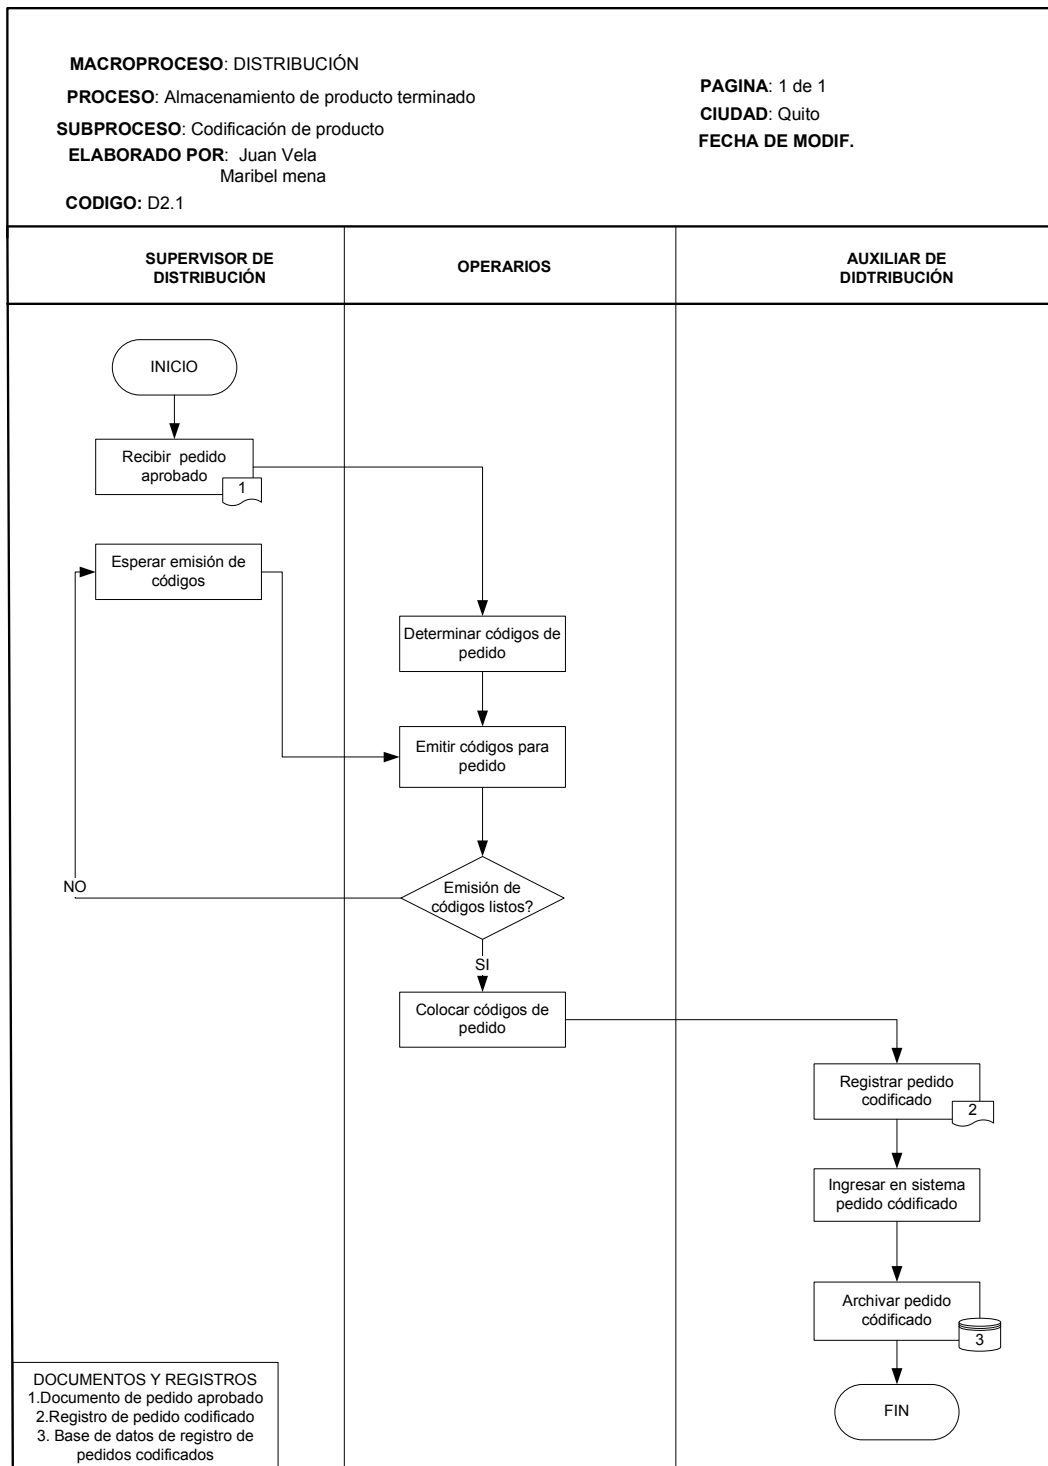 MACROPROCESO: DISTRIBUCIÓN
PROCESO: Almacenamiento de producto terminado
SUBPROCESO: Codificación de producto
ELABORADO POR: Juan Vela
Maribel mena
CODIGO: D2.1
PAGINA: 1 de 1
CIUDAD: Quito
FECHA DE MODIF.
SUPERVISOR DE
DISTRIBUCIÓN
OPERARIOS
AUXILIAR DE
DIDTRIBUCIÓN
INICIO
Recibir pedido
aprobado
1
Esperar emisión de
códigos
Determinar códigos de
pedido
Emitir códigos para
pedido
Emisión de
códigos listos?
NO
SI
Colocar códigos de
pedido
Registrar pedido
codificado
2
Ingresar en sistema
pedido códificado
Archivar pedido
códificado
3
FIN
DOCUMENTOS Y REGISTROS
1.Documento de pedido aprobado
2.Registro de pedido codificado
3. Base de datos de registro de
pedidos codificados